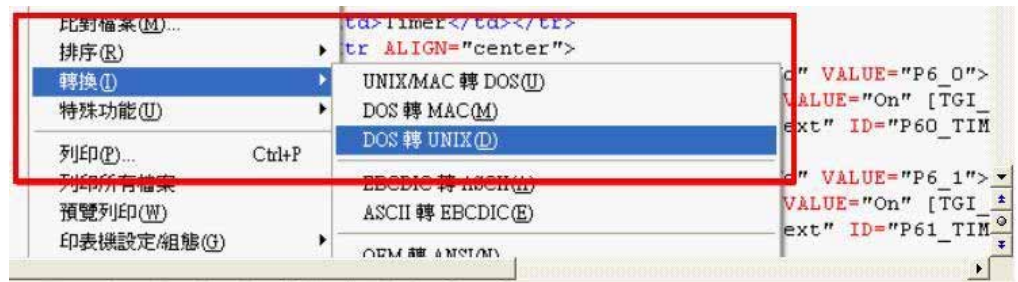 比對檔案(M)...
排序(R)
轉換(I)
特殊功能(U)
列印(P)... Ctrl+P
列印所有檔案
預覽列印(W)
印表機設定/組態(G)
UNIX/MAC 轉 DOS(U)
DOS 轉 MAC(M)
DOS 轉 UNIX(D)
EBCDIC 轉 ASCII(A)
ASCII 轉 EBCDIC(E)
OEM 轉 ANSI(N)
td>Timer</td></tr>
tr ALIGN="center">
" VALUE="P6_0">
VALUE="On" [TGI_
ext" ID="P60_TIM
" VALUE="P6_1">
VALUE="On" [TGI_
ext" ID="P61_TIM